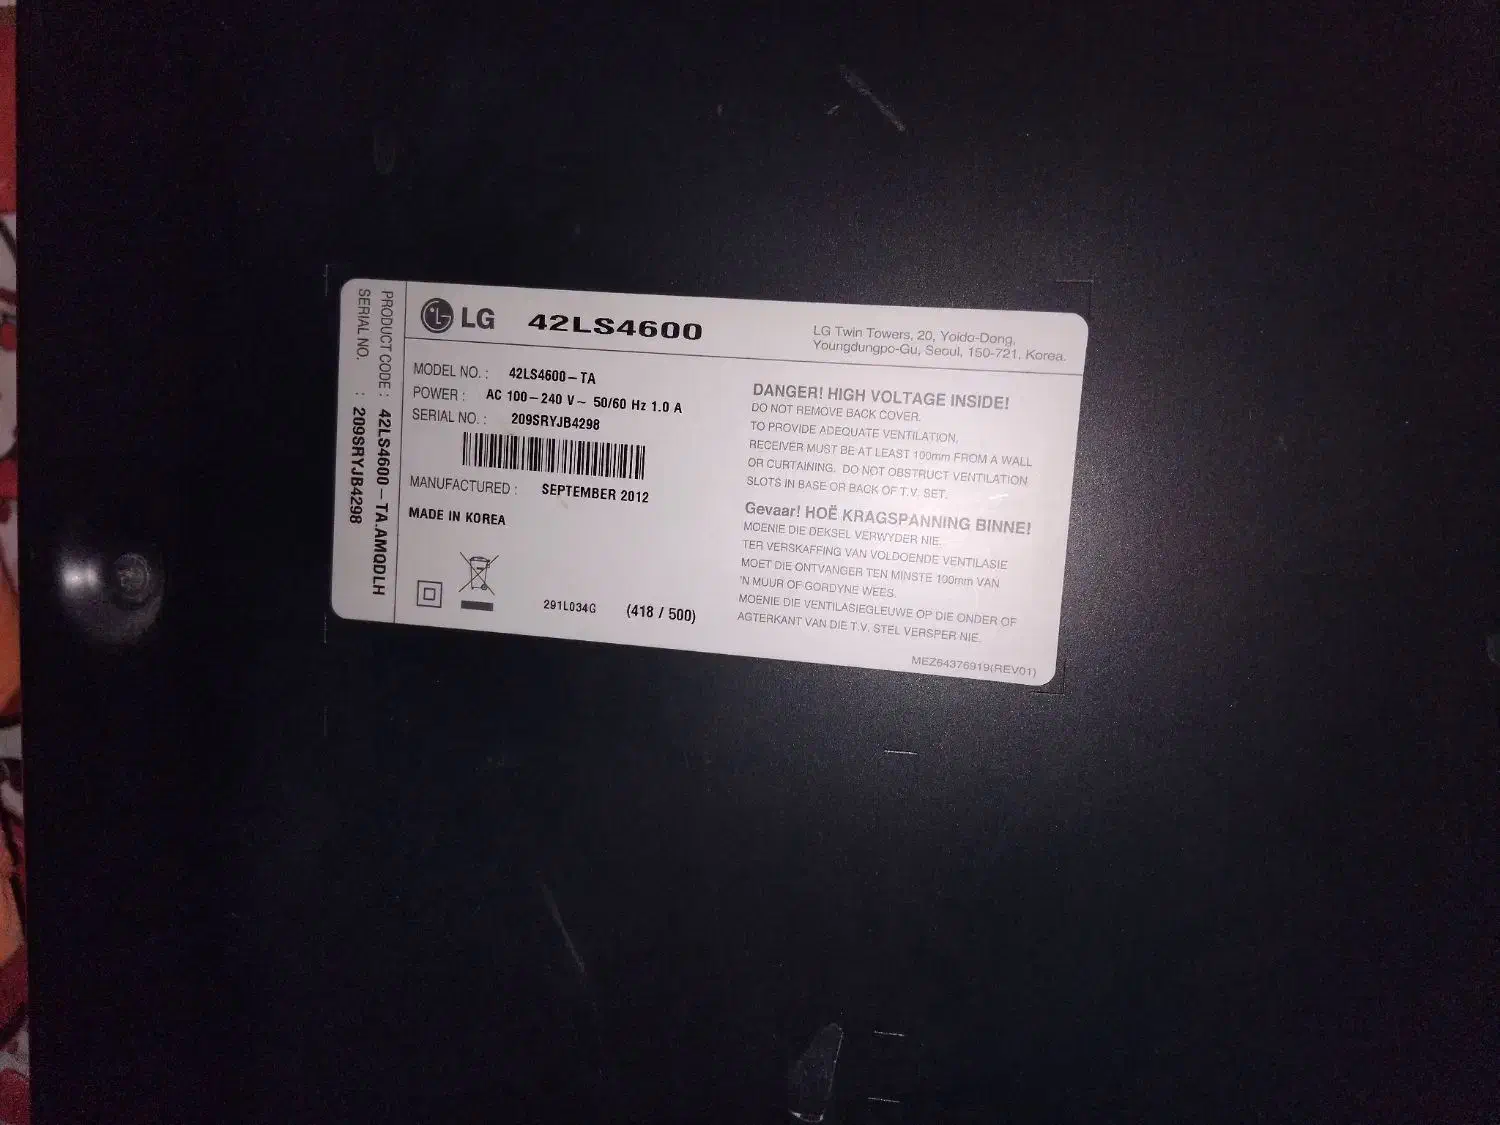 PRODUCT CODE : 42LS4600-TA.AMQDLH
SERIAL NO. : 209SRYJB4298
LG 42LS4600
LG Twin Towers, 20, Yoido-Dong,
Youngdungpo-Gu, Seoul, 150-721, Korea.
MODEL NO. : 42LS4600-TA
POWER : AC 100-240 V~ 50/60 Hz 1.0 A
SERIAL NO. : 209SRYJB4298
MANUFACTURED : SEPTEMBER 2012
MADE IN KOREA
291L034G (418 / 500)
DANGER! HIGH VOLTAGE INSIDE!
DO NOT REMOVE BACK COVER.
TO PROVIDE ADEQUATE VENTILATION,
RECEIVER MUST BE AT LEAST 100mm FROM A WALL
OR CURTAINING. DO NOT OBSTRUCT VENTILATION
SLOTS IN BASE OR BACK OF T.V. SET.
Gevaar! HOË KRAGSPANNING BINNE!
MOENIE DIE DEKSEL VERWYDER NIE.
TER VERSKAFFING VAN VOLDOENDE VENTILASIE
MOET DIE ONTVANGER TEN MINSTE 100mm VAN
'N MUUR OF GORDYNE WEES.
MOENIE DIE VENTILASIEGLEUWE OP DIE ONDER OF
AGTERKANT VAN DIE T.V. STEL VERSPER NIE.
MEZ64376919(REV01)